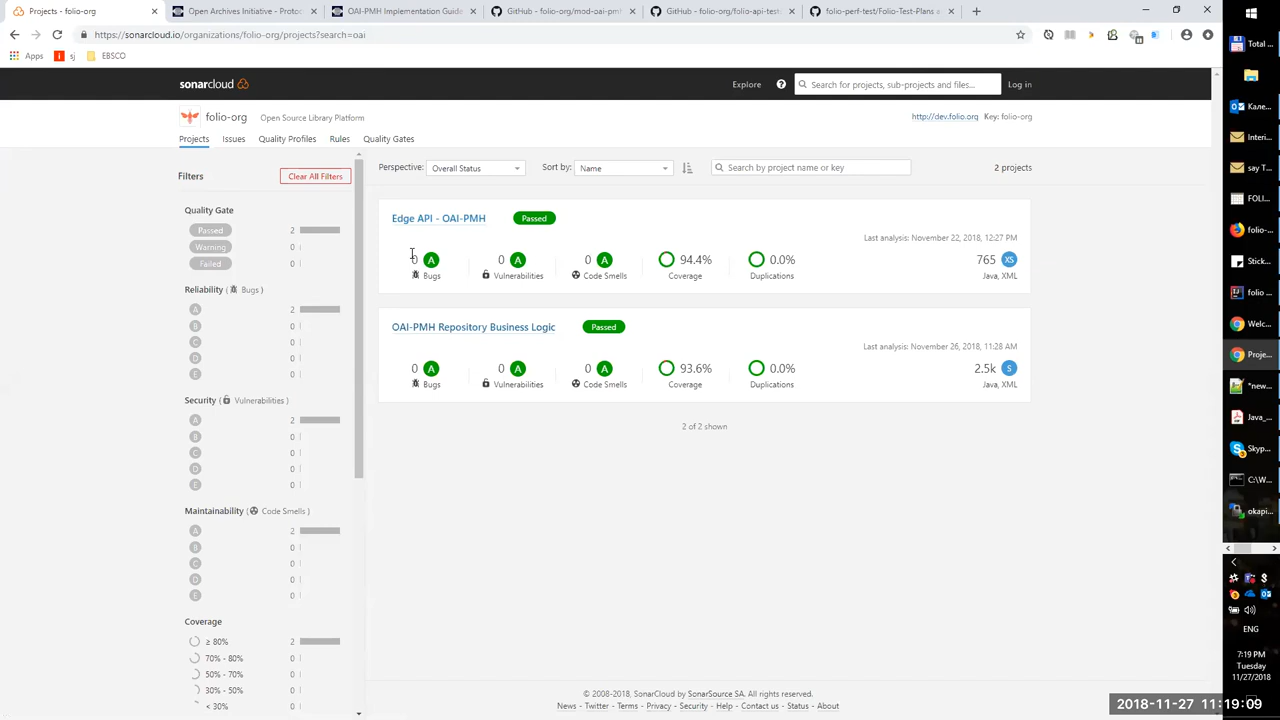 Projects - folio-org
Open Archives Initiative - Protoc
OAI-PMH Implementation Guide
GitHub - folio-org/mod-oai-pmh
GitHub - folio-org/folio-api-test
folio-perf-test/Folio-Test-Plans a
https://sonarcloud.io/organizations/folio-org/projects?search=oai
Apps
sj
EBSCO
sonarcloud
Explore
Search for projects, sub-projects and files...
Log in
folio-org
Open Source Library Platform
http://dev.folio.org
Key: folio-org
Projects
Issues
Quality Profiles
Rules
Quality Gates
Filters
Clear All Filters
Perspective:
Overall Status
Sort by:
Name
Search by project name or key
2 projects
Quality Gate
Passed 2
Warning 0
Failed 0
Reliability ( Bugs )
A 2
B 0
C 0
D 0
E 0
Security ( Vulnerabilities )
A 2
B 0
C 0
D 0
E 0
Maintainability ( Code Smells )
A 2
B 0
C 0
D 0
E 0
Coverage
≥ 80% 2
70% - 80% 0
50% - 70% 0
30% - 50% 0
< 30% 0
Edge API - OAI-PMH
Passed
Last analysis: November 22, 2018, 12:27 PM
0 A
Bugs
0 A
Vulnerabilities
0 A
Code Smells
94.4%
Coverage
0.0%
Duplications
765 XS
Java, XML
OAI-PMH Repository Business Logic
Passed
Last analysis: November 26, 2018, 11:28 AM
0 A
Bugs
0 A
Vulnerabilities
0 A
Code Smells
93.6%
Coverage
0.0%
Duplications
2.5k S
Java, XML
2 of 2 shown
© 2008-2018, SonarCloud by SonarSource SA. All rights reserved.
News - Twitter - Terms - Privacy - Security - Help - Contact us - Status - About
Total ...
Кале...
Interi...
say T...
FOLI...
folio-...
Stick...
folio ...
Welc...
Proje...
*new...
Java_...
Skyp...
C:\W...
okapi...
ENG
7:19 PM
Tuesday
11/27/2018
2018-11-27 11:19:09